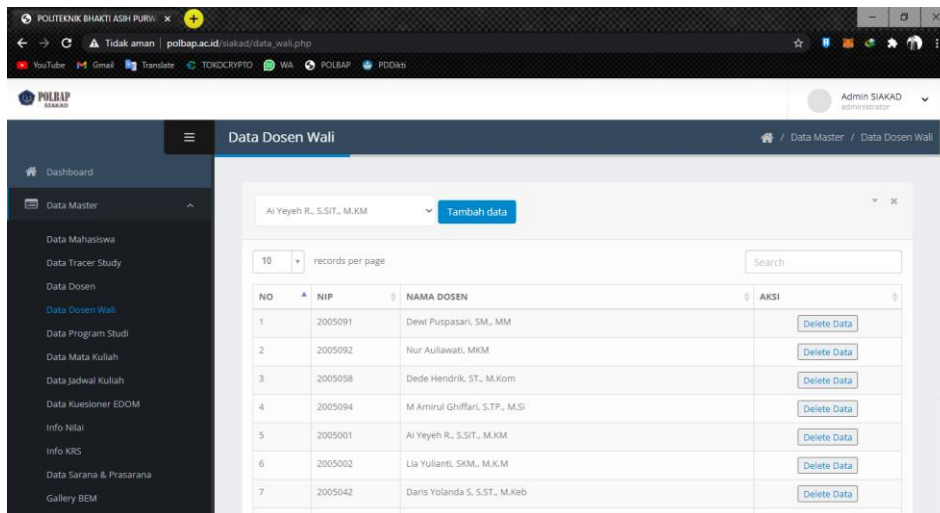 POLITEKNIK BHAKTI ASIH PURW
Tidak aman polbap.ac.id/siakad/data_wali.php
YouTube Gmail Translate TOKOCRYPTO WA POLBAP PDDikti
POLBAP
SIAKAD
Admin SIAKAD
administrator
Data Dosen Wali
/ Data Master / Data Dosen Wali
Dashboard
Data Master
Data Mahasiswa
Data Tracer Study
Data Dosen
Data Dosen Wali
Data Program Studi
Data Mata Kuliah
Data Jadwal Kuliah
Data Kuesioner EDOM
Info Nilai
Info KRS
Data Sarana & Prasarana
Gallery BEM
Ai Yeyeh R., S.SiT., M.KM Tambah data
10 records per page Search
NO NIP NAMA DOSEN AKSI
1 2005091 Dewi Puspasari, SM., MM Delete Data
2 2005092 Nur Auliawati, MKM Delete Data
3 2005058 Dede Hendrik, ST., M.Kom Delete Data
4 2005094 M Amirul Ghiffari, S.TP., M.Si Delete Data
5 2005001 Ai Yeyeh R., S.SiT., M.KM Delete Data
6 2005002 Lia Yulianti, SKM., M.K.M Delete Data
7 2005042 Daris Yolanda S, S.ST., M.Keb Delete Data